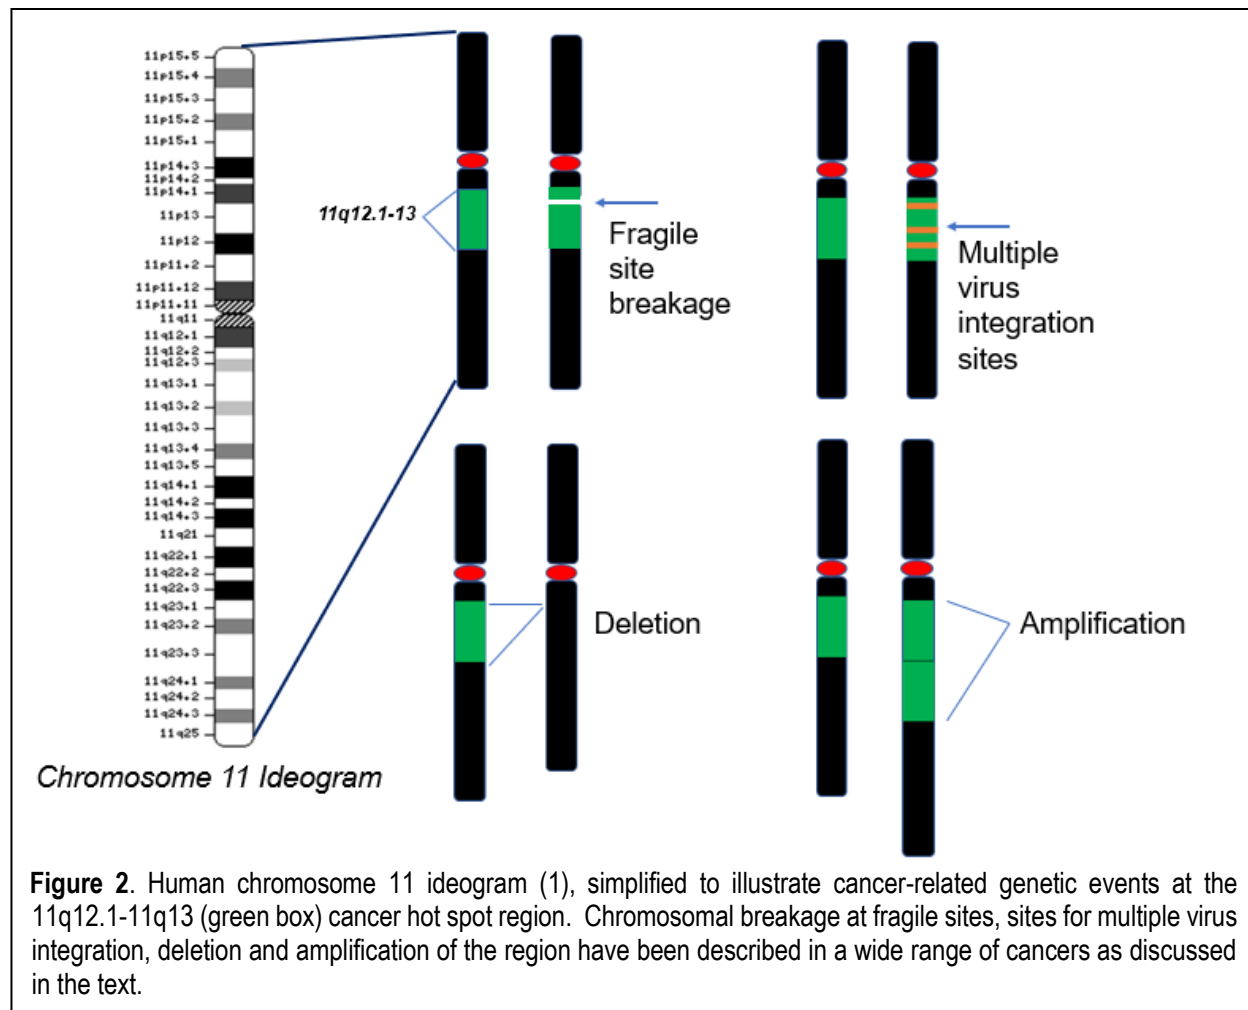 11p15+5
11p15+4
11p15+3
11p15+2
11p15+1
11p14+3
11p14+2
11p14+1
11p13
11p12
11p11+2
11p11+12
11p11+11
11q11
11q12+1
11q12+2
11q12+3
11q13+1
11q13+2
11q13+3
11q13+4
11q13+5
11q14+1
11q14+2
11q14+3
11q21
11q22+1
11q22+2
11q22+3
11q23+1
11q23+2
11q23+3
11q24+1
11q24+2
11q24+3
11q25
Chromosome 11 Ideogram
11q12.1-13
Fragile
site
breakage
Multiple
virus
integration
sites
Deletion
Amplification
Figure 2. Human chromosome 11 ideogram (1), simplified to illustrate cancer-related genetic events at the
11q12.1-11q13 (green box) cancer hot spot region. Chromosomal breakage at fragile sites, sites for multiple virus
integration, deletion and amplification of the region have been described in a wide range of cancers as discussed
in the text.